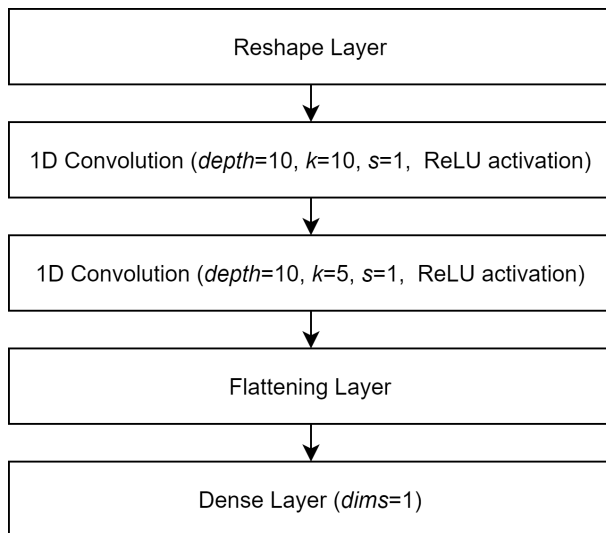 Reshape Layer
1D Convolution (depth=10, k=10, s=1,  ReLU activation)
1D Convolution (depth=10, k=5, s=1,  ReLU activation)
Flattening Layer
Dense Layer (dims=1)